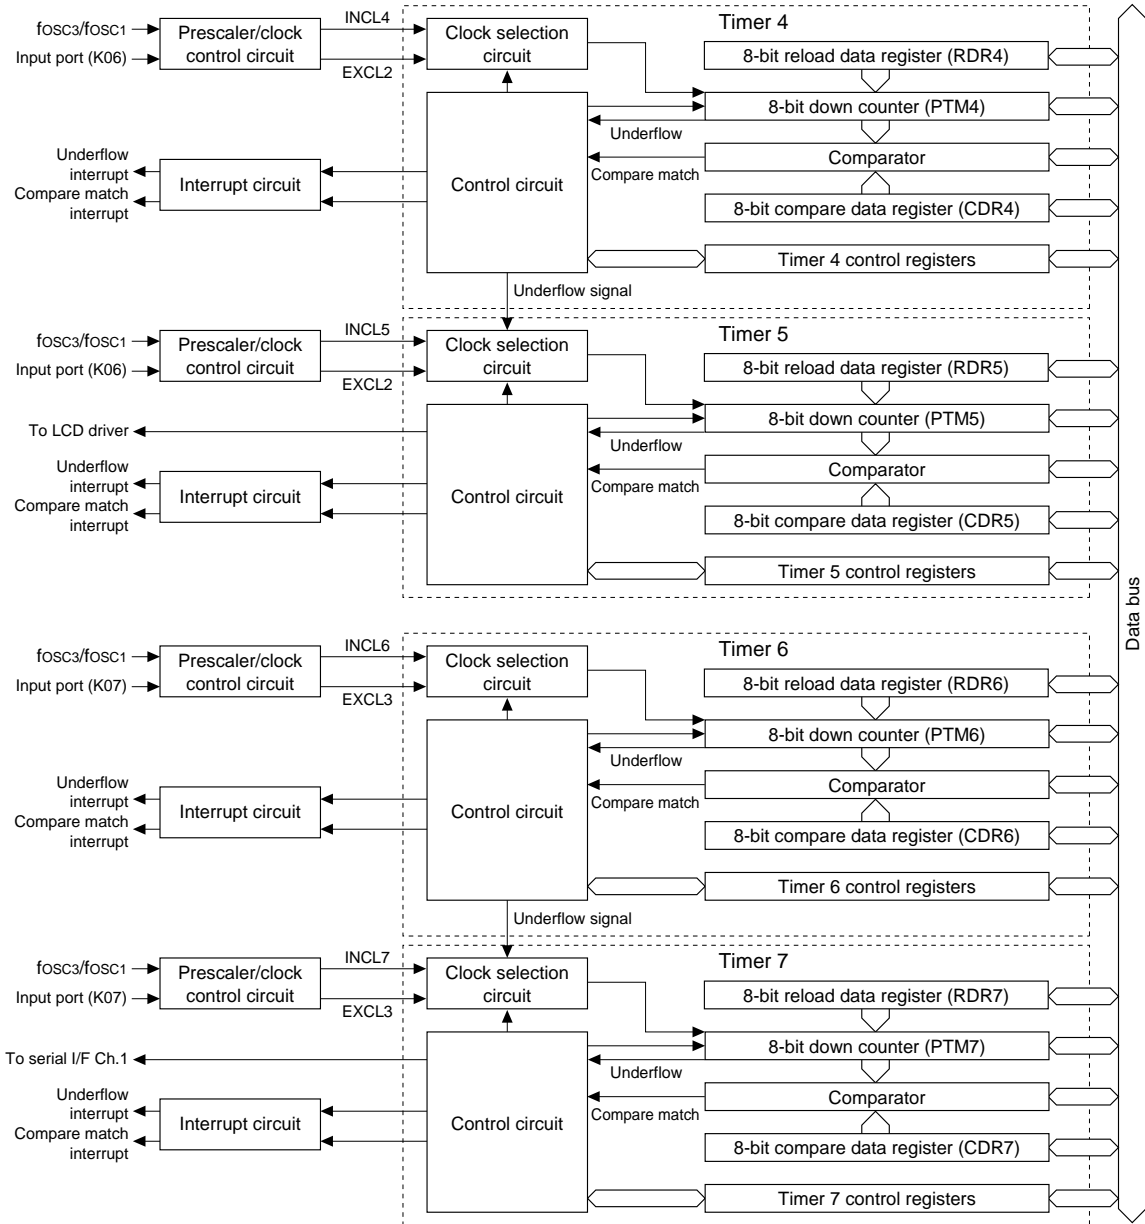 Timer 4
fOSC3/fOSC1
Input port (K06)
Prescaler/clock
control circuit
INCL4
EXCL2
Clock selection
circuit
8-bit reload data register (RDR4)
8-bit down counter (PTM4)
Underflow
Comparator
Compare match
Control circuit
Underflow
interrupt
Compare match
interrupt
Interrupt circuit
8-bit compare data register (CDR4)
Timer 4 control registers
Underflow signal
Timer 5
fOSC3/fOSC1
Input port (K06)
Prescaler/clock
control circuit
INCL5
EXCL2
Clock selection
circuit
8-bit reload data register (RDR5)
8-bit down counter (PTM5)
To LCD driver
Underflow
Comparator
Compare match
Control circuit
Underflow
interrupt
Compare match
interrupt
Interrupt circuit
8-bit compare data register (CDR5)
Timer 5 control registers
Data bus
Timer 6
fOSC3/fOSC1
Input port (K07)
Prescaler/clock
control circuit
INCL6
EXCL3
Clock selection
circuit
8-bit reload data register (RDR6)
8-bit down counter (PTM6)
Underflow
Comparator
Compare match
Control circuit
Underflow
interrupt
Compare match
interrupt
Interrupt circuit
8-bit compare data register (CDR6)
Timer 6 control registers
Underflow signal
Timer 7
fOSC3/fOSC1
Input port (K07)
Prescaler/clock
control circuit
INCL7
EXCL3
Clock selection
circuit
8-bit reload data register (RDR7)
8-bit down counter (PTM7)
To serial I/F Ch.1
Underflow
Comparator
Compare match
Control circuit
Underflow
interrupt
Compare match
interrupt
Interrupt circuit
8-bit compare data register (CDR7)
Timer 7 control registers